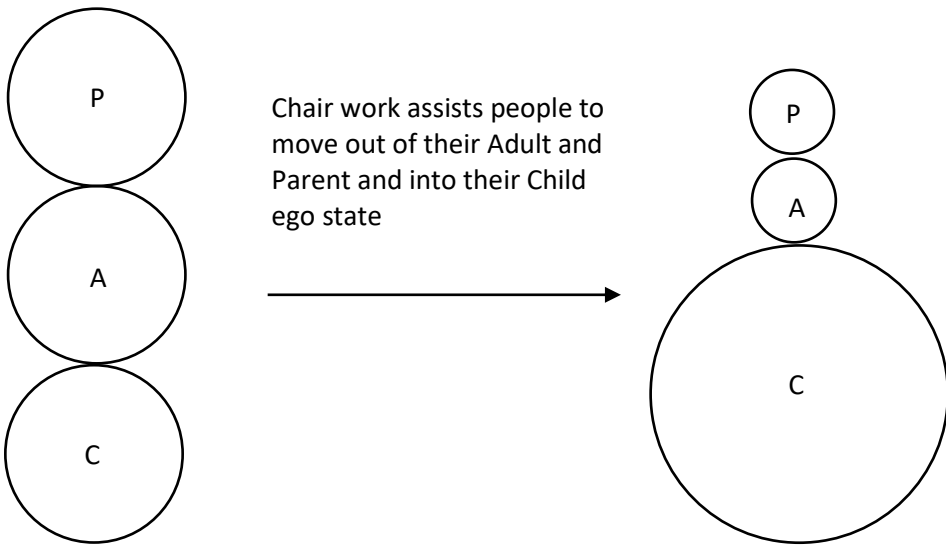 P
A
C
Chair work assists people to
move out of their Adult and
Parent and into their Child
ego state
P
A
C